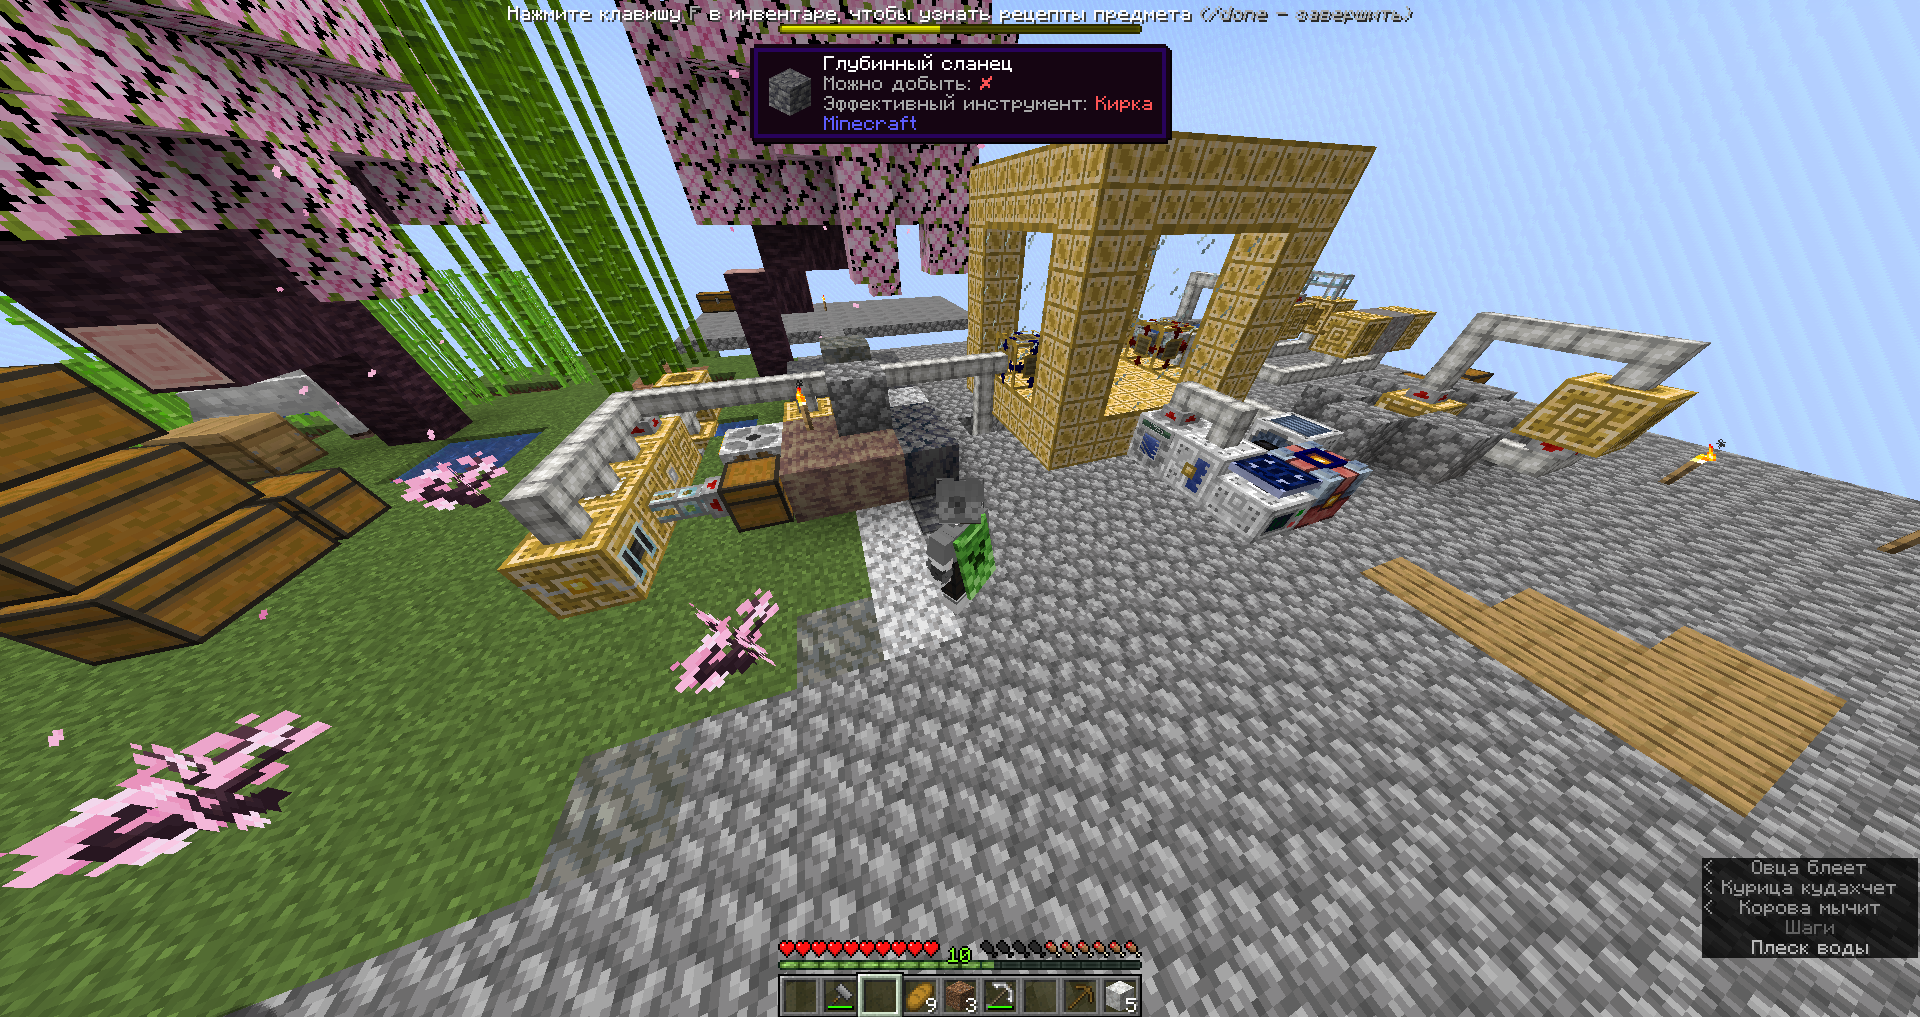 Нажмите клавишу F в инвентаре, чтобы узнать рецепты предмета (/done - завершить)
Глубинный сланец
Можно добыть: ✘
Эффективный инструмент: Кирка
Minecraft
< Овца блеет
< Курица кудахчет
< Корова мычит
Шаги
Плеск воды
10
9
3
5